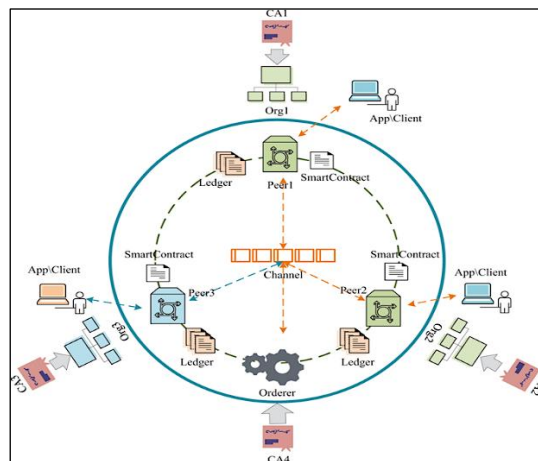 CA1
Org1
App\Client
Peer1
SmartContract
Ledger
SmartContract
SmartContract
App\Client
App\Client
Channel
Peer3
Peer2
Org3
Org2
Ledger
Ledger
CA3
Orderer
CA4